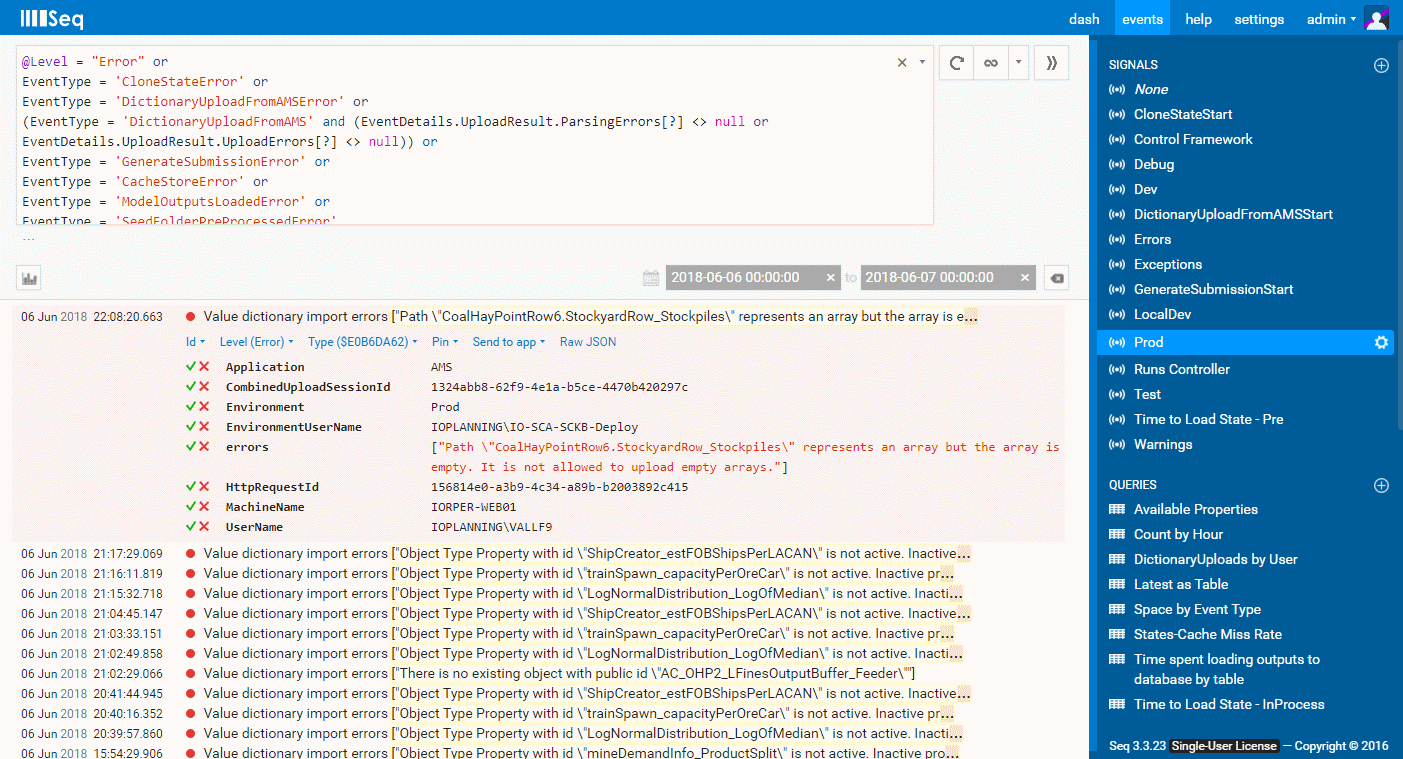 Seq
dash events help settings admin
@Level = "Error" or
EventType = 'CloneStateError' or
EventType = 'DictionaryUploadFromAMSError' or
(EventType = 'DictionaryUploadFromAMS' and (EventDetails.UploadResult.ParsingErrors[?] <> null or
EventDetails.UploadResult.UploadErrors[?] <> null)) or
EventType = 'GenerateSubmissionError' or
EventType = 'CacheStoreError' or
EventType = 'ModelOutputsLoadedError' or
EventType = 'SeedFolderPreProcessedError'
...
2018-06-06 00:00:00 × to 2018-06-07 00:00:00 ×
06 Jun 2018 22:08:20.663 Value dictionary import errors ["Path \"CoalHayPointRow6.StockyardRow_Stockpiles\" represents an array but the array is e...
Id Level (Error) Type ($E0B6DA62) Pin Send to app Raw JSON
Application AMS
CombinedUploadSessionId 1324abb8-62f9-4e1a-b5ce-4470b420297c
Environment Prod
EnvironmentUserName IOPLANNING\IO-SCA-SCKB-Deploy
errors ["Path \"CoalHayPointRow6.StockyardRow_Stockpiles\" represents an array but the array is
empty. It is not allowed to upload empty arrays."]
HttpRequestId 156814e0-a3b9-4c34-a89b-b2003892c415
MachineName IORPER-WEB01
UserName IOPLANNING\VALLF9
06 Jun 2018 21:17:29.069 Value dictionary import errors ["Object Type Property with id \"ShipCreator_estFOBShipsPerLACAN\" is not active. Inactive...
06 Jun 2018 21:16:11.819 Value dictionary import errors ["Object Type Property with id \"trainSpawn_capacityPerOreCar\" is not active. Inactive pr...
06 Jun 2018 21:15:32.718 Value dictionary import errors ["Object Type Property with id \"LogNormalDistribution_LogOfMedian\" is not active. Inacti...
06 Jun 2018 21:04:45.147 Value dictionary import errors ["Object Type Property with id \"ShipCreator_estFOBShipsPerLACAN\" is not active. Inactive...
06 Jun 2018 21:03:33.151 Value dictionary import errors ["Object Type Property with id \"trainSpawn_capacityPerOreCar\" is not active. Inactive pr...
06 Jun 2018 21:02:49.858 Value dictionary import errors ["Object Type Property with id \"LogNormalDistribution_LogOfMedian\" is not active. Inacti...
06 Jun 2018 21:02:29.066 Value dictionary import errors ["There is no existing object with public id \"AC_OHP2_LFinesOutputBuffer_Feeder\""]
06 Jun 2018 20:41:44.945 Value dictionary import errors ["Object Type Property with id \"ShipCreator_estFOBShipsPerLACAN\" is not active. Inactive...
06 Jun 2018 20:40:16.352 Value dictionary import errors ["Object Type Property with id \"trainSpawn_capacityPerOreCar\" is not active. Inactive pr...
06 Jun 2018 20:39:57.860 Value dictionary import errors ["Object Type Property with id \"LogNormalDistribution_LogOfMedian\" is not active. Inacti...
06 Jun 2018 15:54:29.906 Value dictionary import errors ["Object Type Property with id \"mineDemandInfo_ProductSplit\" is not active. Inactive pro...
SIGNALS
None
CloneStateStart
Control Framework
Debug
Dev
DictionaryUploadFromAMSStart
Errors
Exceptions
GenerateSubmissionStart
LocalDev
Prod
Runs Controller
Test
Time to Load State - Pre
Warnings
QUERIES
Available Properties
Count by Hour
DictionaryUploads by User
Latest as Table
Space by Event Type
States-Cache Miss Rate
Time spent loading outputs to
database by table
Time to Load State - InProcess
Seq 3.3.23 Single-User License — Copyright © 2016